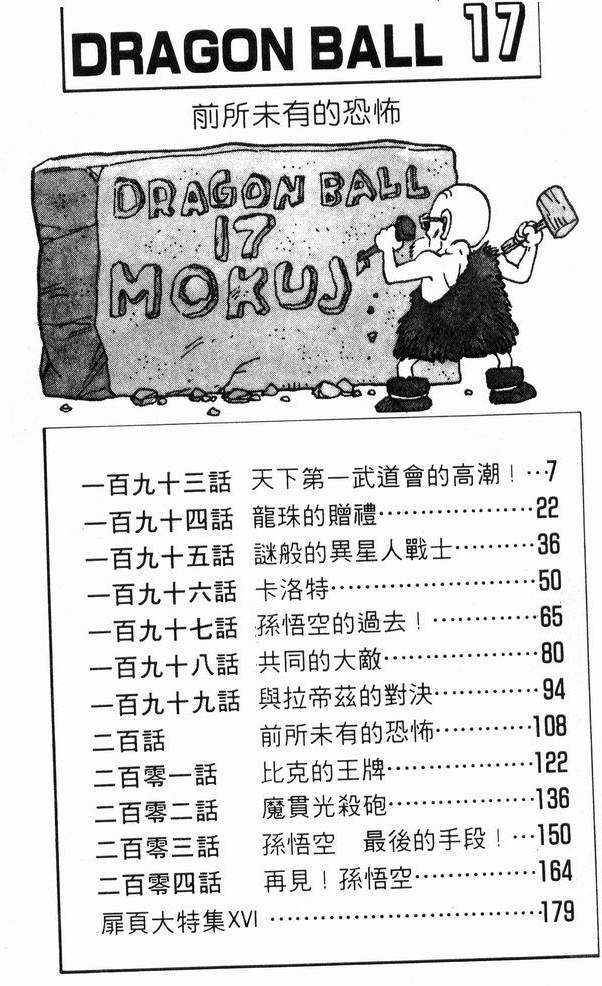 DRAGON BALL 17
前所未有的恐怖
DRAGON BALL
17
MOKUJ
一百九十三話 天下第一武道會的高潮！…7
一百九十四話 龍珠的贈禮……………22
一百九十五話 謎般的異星人戰士………36
一百九十六話 卡洛特…………………50
一百九十七話 孫悟空的過去！…………65
一百九十八話 共同的大敵………………80
一百九十九話 與拉帝茲的對決…………94
二百話 前所未有的恐怖…………108
二百零一話 比克的王牌………………122
二百零二話 魔貫光殺砲………………136
二百零三話 孫悟空 最後的手段！…150
二百零四話 再見！孫悟空……………164
扉頁大特集XVI ……………………………179